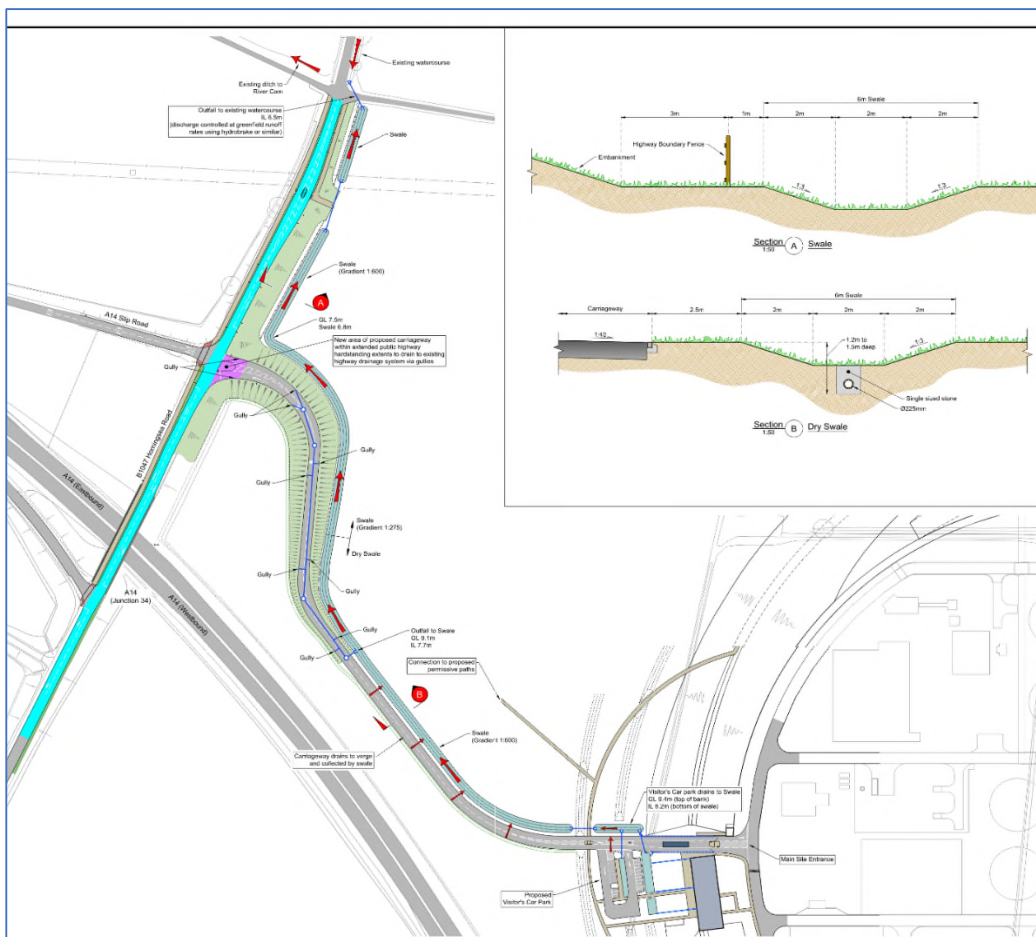 Existing watercourse
Existing ditch to
River Cam
Outfall to existing watercourse
IL 6.5m
(discharge controlled at greenfield runoff
rates using hydrobrake or similar)
Swale
Swale
(Gradient 1:600)
A
GL 7.5m
Swale 6.8m
New area of proposed carriageway
within extended public highway
hardstanding extents to drain to existing
highway drainage system via gullies
A14 Slip Road
Gully
Gully
Gully
Gully
B1047 Horningsea Road
A14 (Eastbound)
Swale
(Gradient 1:275)
Dry Swale
Gully
Gully
A14
(Junction 34)
A14 (Westbound)
Gully
Gully
Outfall to Swale
GL 9.1m
IL 7.7m
Connection to proposed
permissive paths
B
Swale
(Gradient 1:600)
Carriageway drains to verge
and collected by swale
Visitor's Car park drains to Swale
GL 9.4m (top of bank)
IL 8.2m (bottom of swale)
Main Site Entrance
Proposed
Visitor's Car Park
6m Swale
3m
1m
2m
2m
2m
Highway Boundary Fence
Embankment
1:3
1:3
Section A Swale
1:50
6m Swale
Carriageway
2.5m
2m
2m
2m
1:42
1:3
1.2m to
Single sized stone
Ø225mm
Section B Dry Swale
1:50